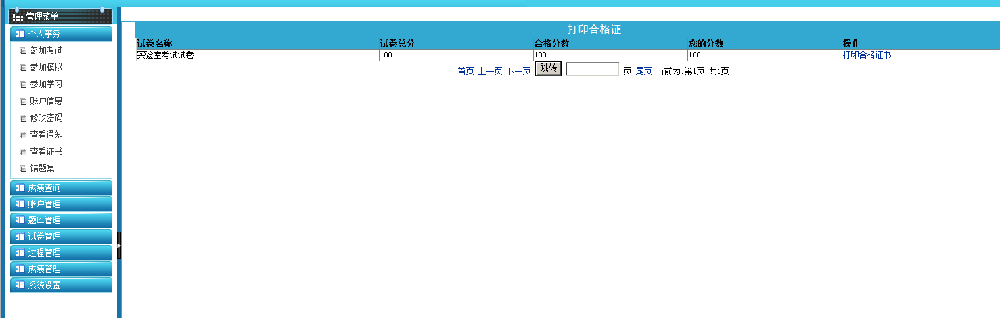 管理菜单
个人事务
参加考试
参加模拟
参加学习
账户信息
修改密码
查看通知
查看证书
错题集
成绩查询
账户管理
题库管理
试卷管理
过程管理
成绩管理
系统设置
打印合格证
试卷名称 试卷总分 合格分数 您的分数 操作
实验室考试试卷 100 100 100 打印合格证书
首页 上一页 下一页 跳转 页 尾页 当前为:第1页 共1页